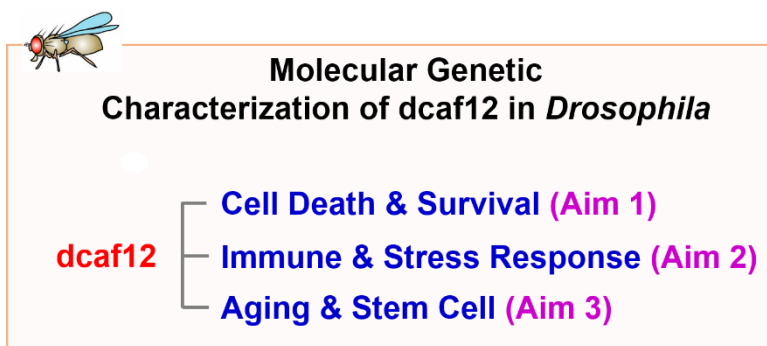 Molecular Genetic
Characterization of dcaf12 in Drosophila
Cell Death & Survival (Aim 1)
dcaf12
Immune & Stress Response (Aim 2)
Aging & Stem Cell (Aim 3)